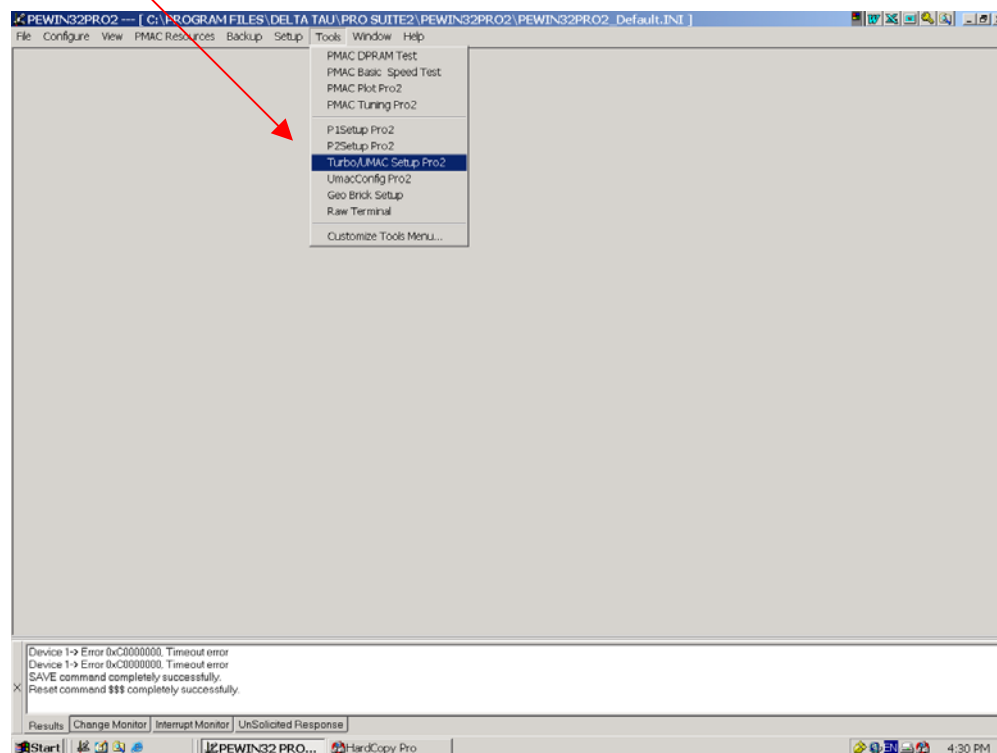 PEWIN32PRO2 --- [ C:\PROGRAM FILES\DELTA TAU\PRO SUITE2\PEWIN32PRO2\PEWIN32PRO2_Default.INI ]
File Configure View PMAC Resources Backup Setup Tools Window Help
PMAC DPRAM Test
PMAC Basic Speed Test
PMAC Plot Pro2
PMAC Tuning Pro2
P1Setup Pro2
P2Setup Pro2
Turbo/UMAC Setup Pro2
UmacConfig Pro2
Geo Brick Setup
Raw Terminal
Customize Tools Menu...
Device 1-> Error 0xC0000000, Timeout error
Device 1-> Error 0xC0000000, Timeout error
SAVE command completely successfully.
Reset command $$$ completely successfully.
Results Change Monitor Interrupt Monitor UnSolicited Response
Start PEWIN32 PRO... HardCopy Pro EN 4:30 PM